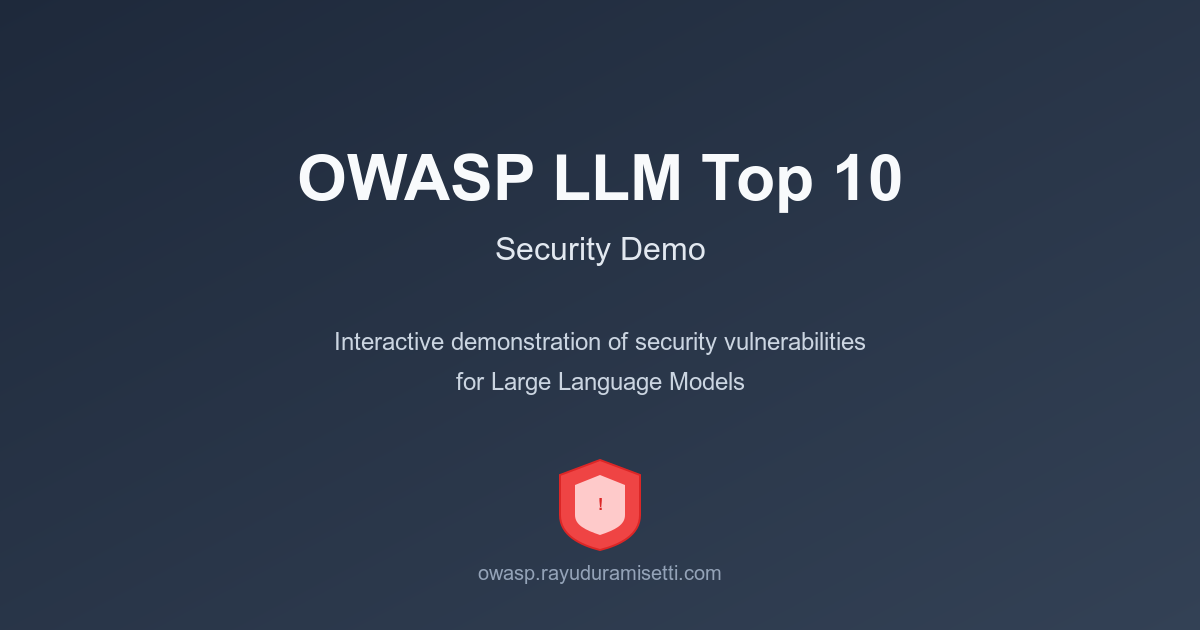 OWASP LLM Top 10
Security Demo
Interactive demonstration of security vulnerabilities
for Large Language Models
!
owasp.rayuduramisetti.com